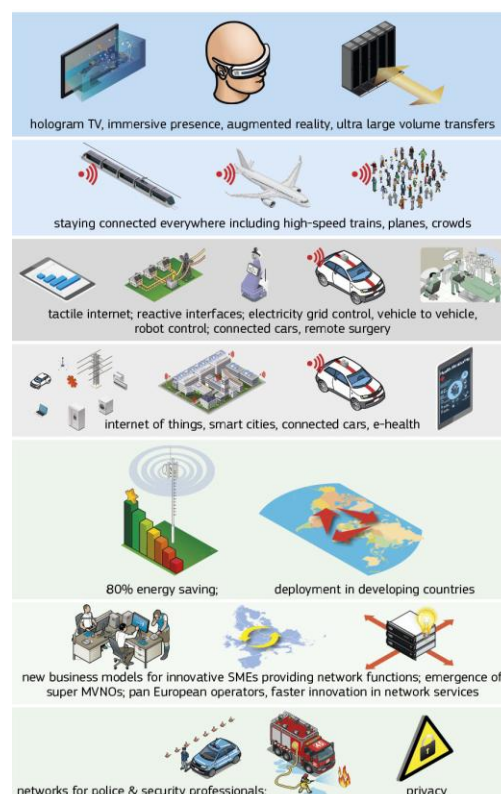 hologram TV, immersive presence, augmented reality, ultra large volume transfers
staying connected everywhere including high-speed trains, planes, crowds
tactile internet; reactive interfaces; electricity grid control, vehicle to vehicle,
robot control; connected cars, remote surgery
internet of things, smart cities, connected cars, e-health
80% energy saving;
deployment in developing countries
new business models for innovative SMEs providing network functions; emergence of
super MVNOs; pan European operators, faster innovation in network services
networks for police & security professionals;
privacy